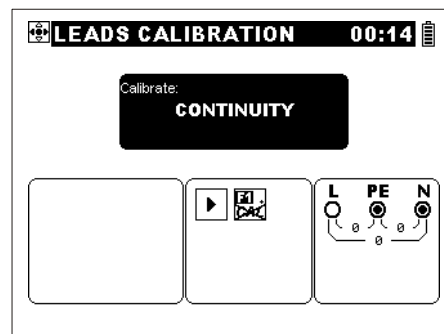 LEADS CALIBRATION 00:14
Calibrate:
CONTINUITY
F1
CAL
L PE N
0 0
0